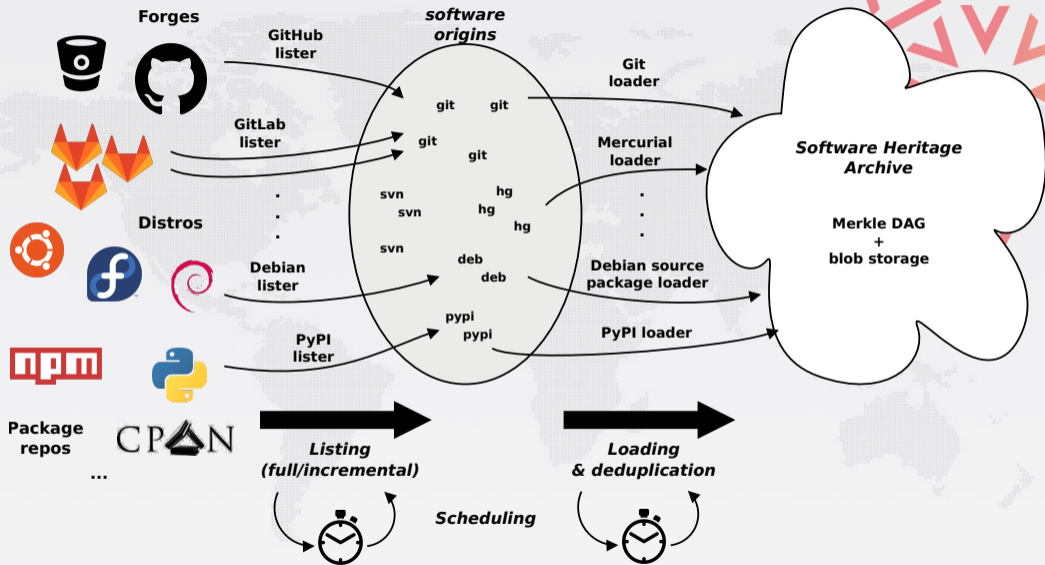 Forges
GitHub
lister
GitLab
lister
.
.
.
Distros
Debian
lister
PyPI
lister
npm
CPAN
Package
repos
...
software
origins
git git
git
git
svn
svn
svn
hg
hg
hg
deb
deb
pypi
pypi
Git
loader
Mercurial
loader
.
.
.
Debian source
package loader
PyPI loader
Software Heritage
Archive
Merkle DAG
+
blob storage
Listing
(full/incremental)
Loading
& deduplication
Scheduling